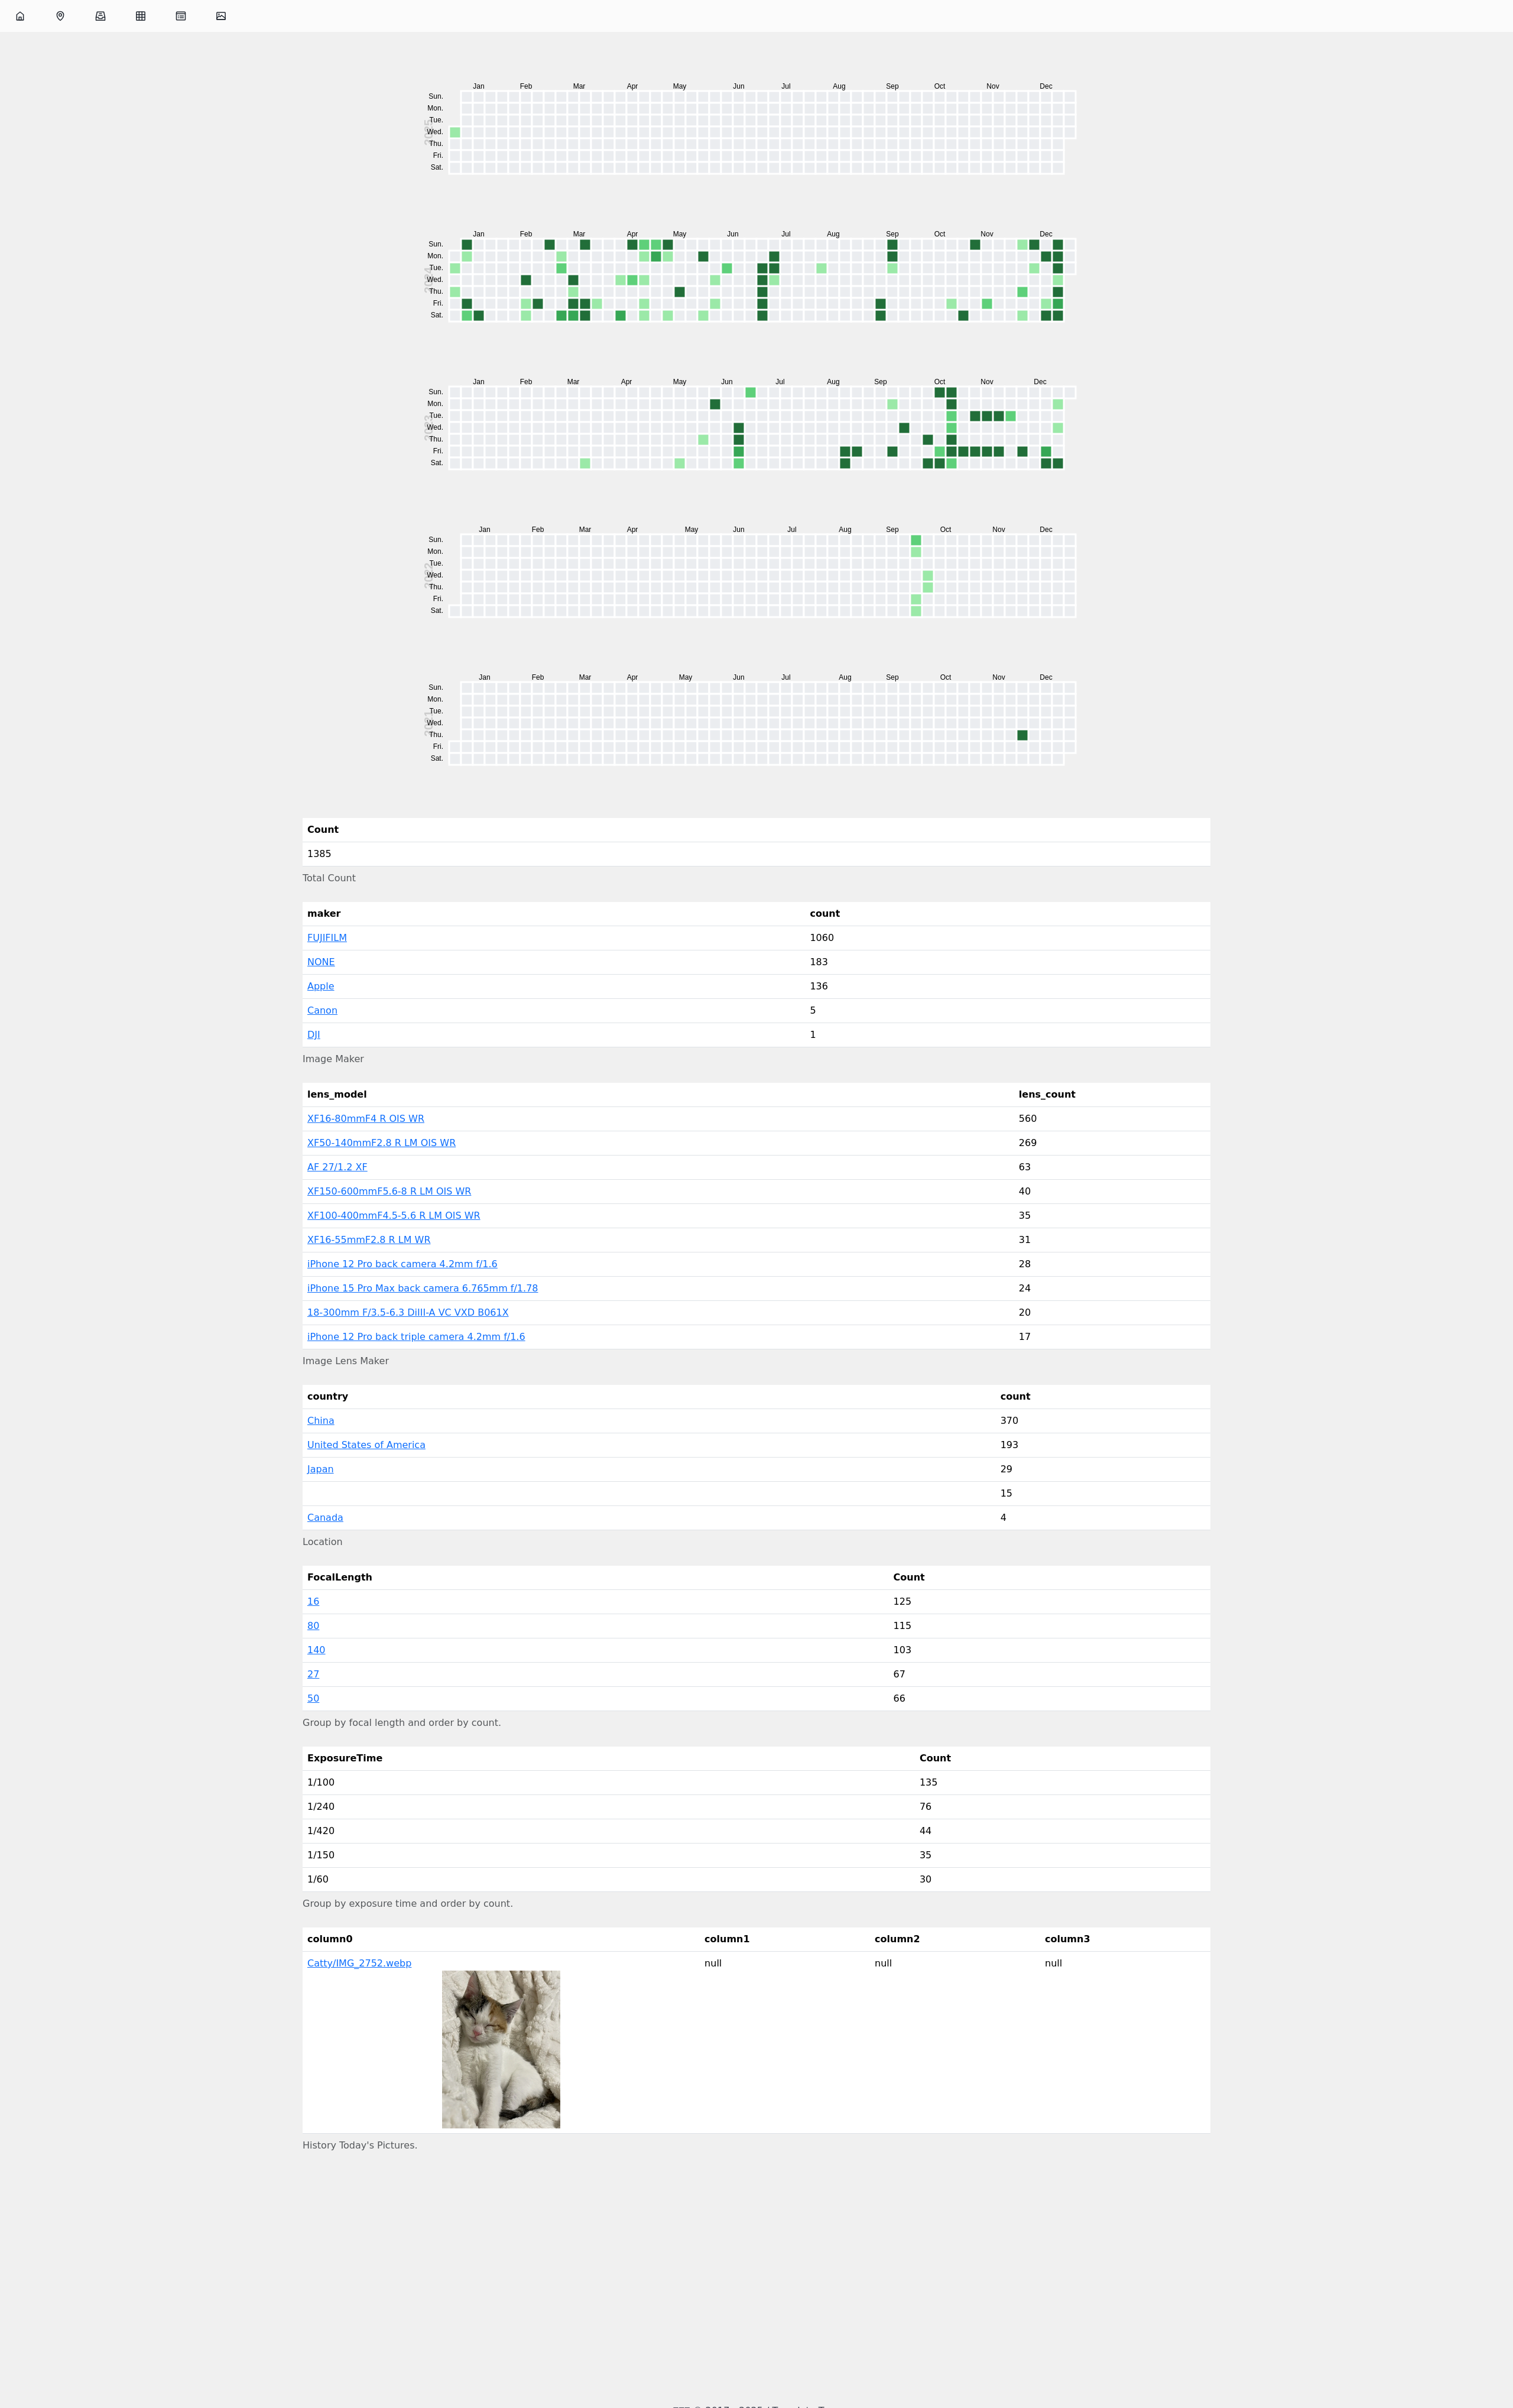 Jan Feb Mar Apr May Jun Jul Aug Sep Oct Nov Dec
Sun.
Mon.
Tue.
Wed.
Thu.
Fri.
Sat.
Jan Feb Mar Apr May Jun Jul Aug Sep Oct Nov Dec
Sun.
Mon.
Tue.
Wed.
Thu.
Fri.
Sat.
Jan Feb Mar Apr May Jun Jul Aug Sep Oct Nov Dec
Sun.
Mon.
Tue.
Wed.
Thu.
Fri.
Sat.
Jan Feb Mar Apr May Jun Jul Aug Sep Oct Nov Dec
Sun.
Mon.
Tue.
Wed.
Thu.
Fri.
Sat.
Jan Feb Mar Apr May Jun Jul Aug Sep Oct Nov Dec
Sun.
Mon.
Tue.
Wed.
Thu.
Fri.
Sat.
Count
1385
Total Count
maker count
FUJIFILM 1060
NONE 183
Apple 136
Canon 5
DJI 1
Image Maker
lens_model lens_count
XF16-80mmF4 R OIS WR 560
XF50-140mmF2.8 R LM OIS WR 269
AF 27/1.2 XF 63
XF150-600mmF5.6-8 R LM OIS WR 40
XF100-400mmF4.5-5.6 R LM OIS WR 35
XF16-55mmF2.8 R LM WR 31
iPhone 12 Pro back camera 4.2mm f/1.6 28
iPhone 15 Pro Max back camera 6.765mm f/1.78 24
18-300mm F/3.5-6.3 DiIII-A VC VXD B061X 20
iPhone 12 Pro back triple camera 4.2mm f/1.6 17
Image Lens Maker
country count
China 370
United States of America 193
Japan 29
15
Canada 4
Location
FocalLength Count
16 125
80 115
140 103
27 67
50 66
Group by focal length and order by count.
ExposureTime Count
1/100 135
1/240 76
1/420 44
1/150 35
1/60 30
Group by exposure time and order by count.
column0 column1 column2 column3
Catty/IMG_2752.webp null null null
History Today's Pictures.